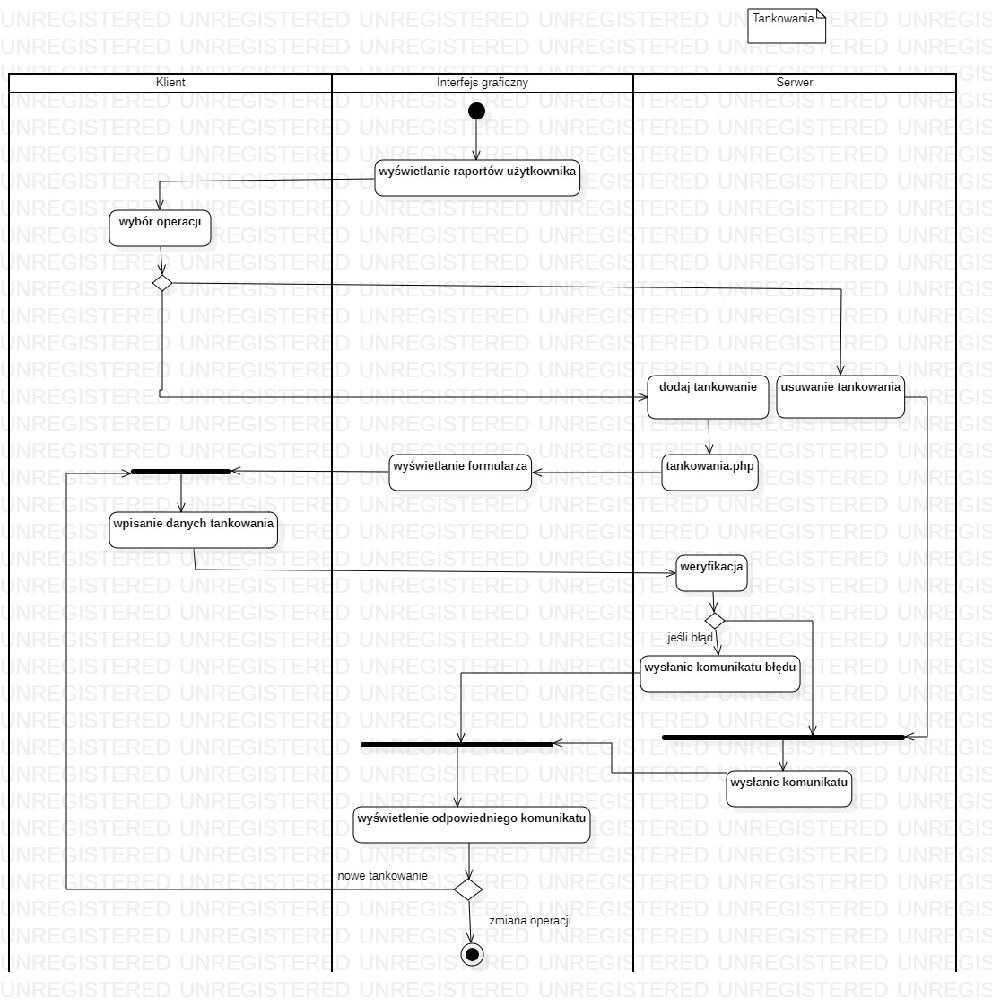 Tankowania
Klient
Interfejs graficzny
Serwer
wyświetlanie raportów użytkownika
wybór operacji
dodaj tankowanie
usuwanie tankowania
wyświetlanie formularza
tankowania.php
wpisanie danych tankowania
weryfikacja
jeśli błąd
wysłanie komunikatu błędu
wysłanie komunikatu
wyświetlenie odpowiedniego komunikatu
nowe tankowanie
zmiana operacji
UNREGISTERED